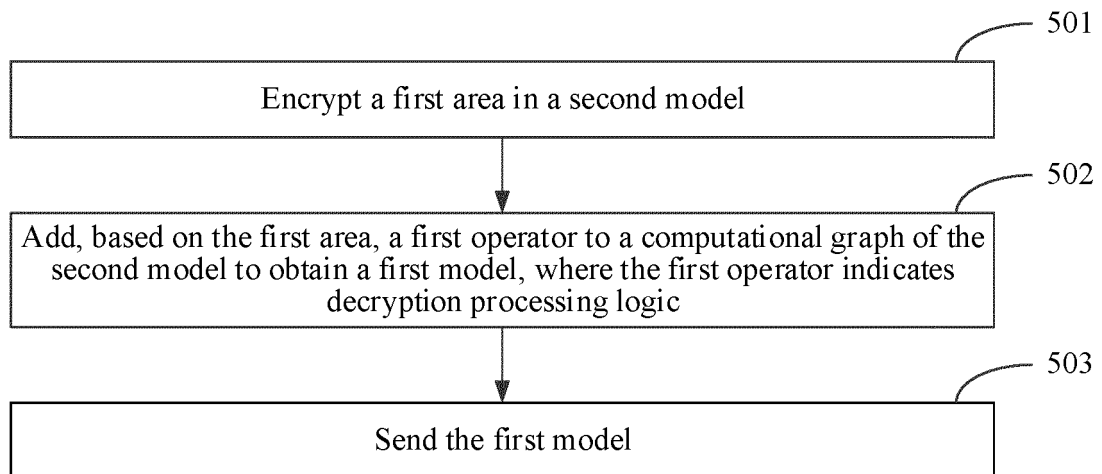 501
Encrypt a first area in a second model
502
Add, based on the first area, a first operator to a computational graph of the
second model to obtain a first model, where the first operator indicates
decryption processing logic
503
Send the first model